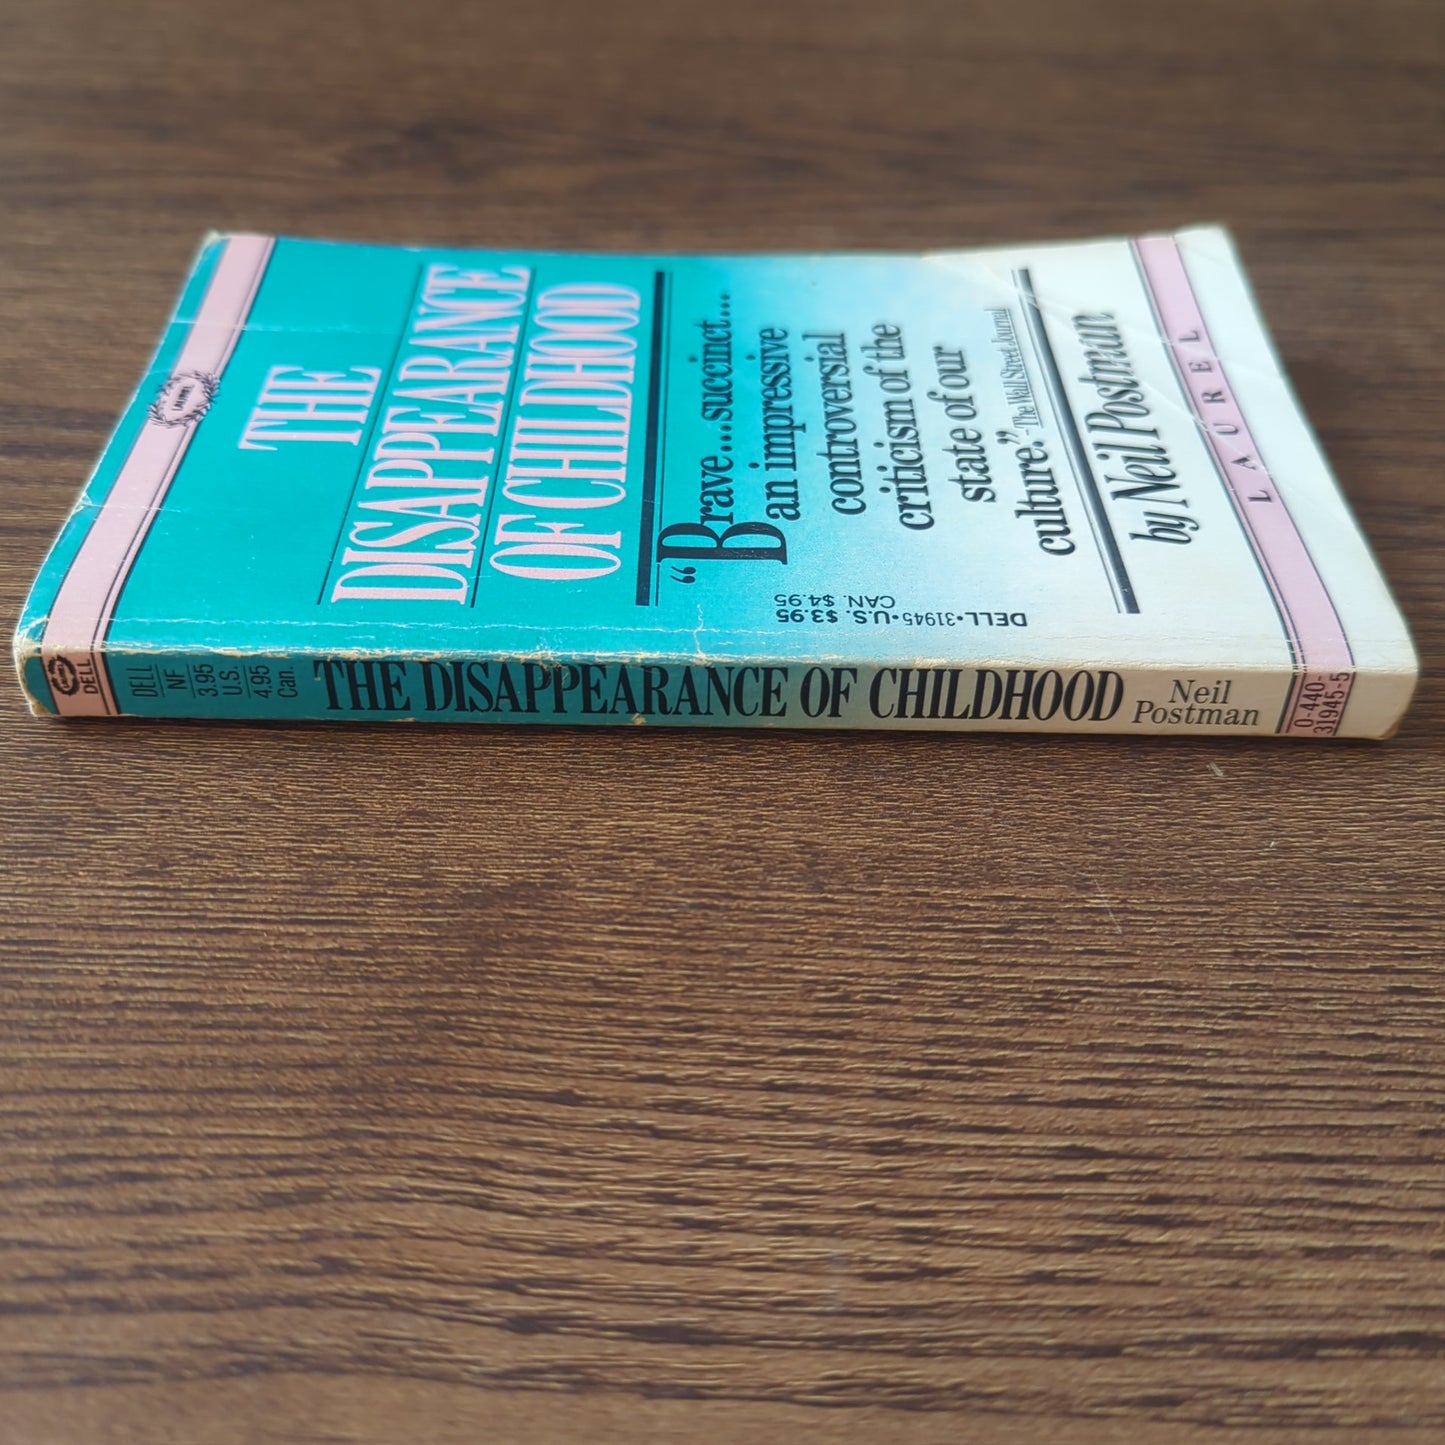 THE
DISAPPEARANCE
OF CHILDHOOD
“Brave...succinct...
an impressive
controversial
criticism of the
state of our
culture.” -The Wall Street Journal
by Neil Postman
LAUREL
DELL•31945•U.S. $3.95
CAN. $4.95
DELL
DELL
NF
3.95
U.S.
4.95
Can.
THE DISAPPEARANCE OF CHILDHOOD
Neil
Postman
0-440-
31945-5